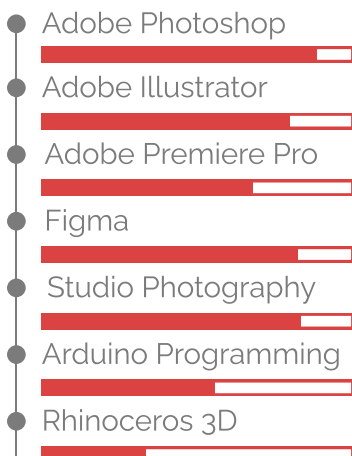 Adobe Photoshop
Adobe Illustrator
Adobe Premiere Pro
Figma
Studio Photography
Arduino Programming
Rhinoceros 3D